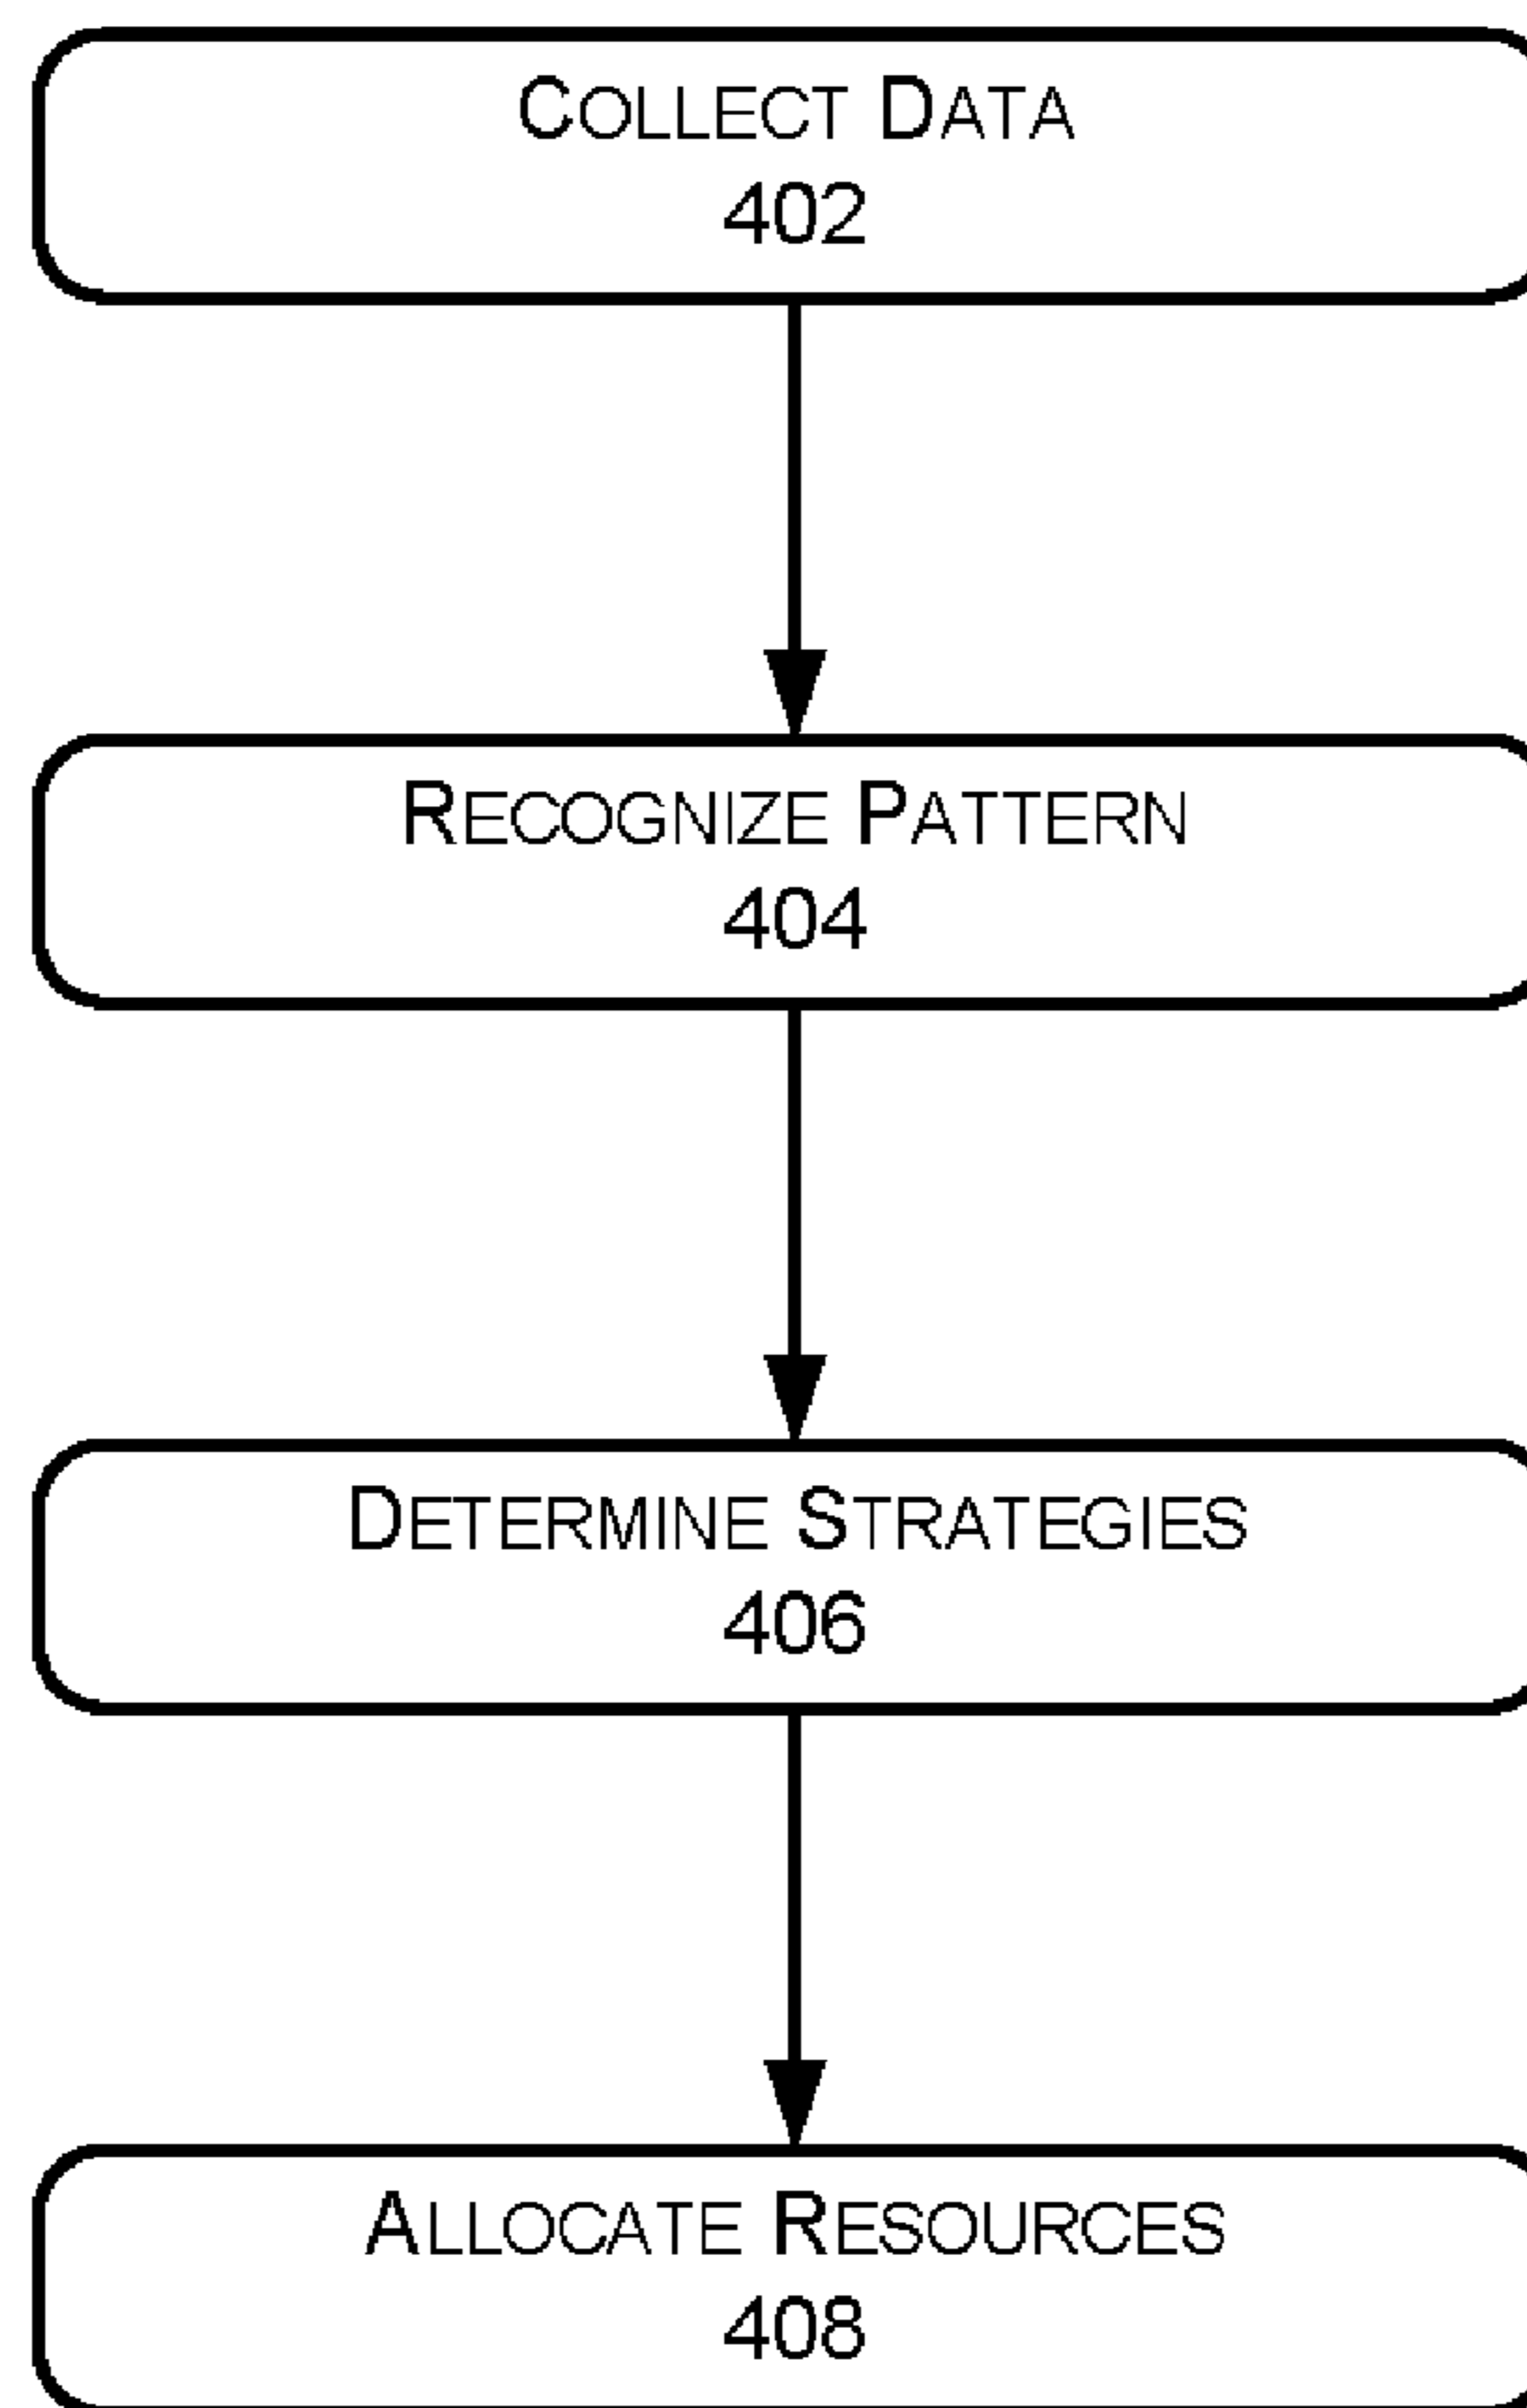 COLLECT DATA
402
RECOGNIZE PATTERN
404
DETERMINE STRATEGIES
406
ALLOCATE RESOURCES
408